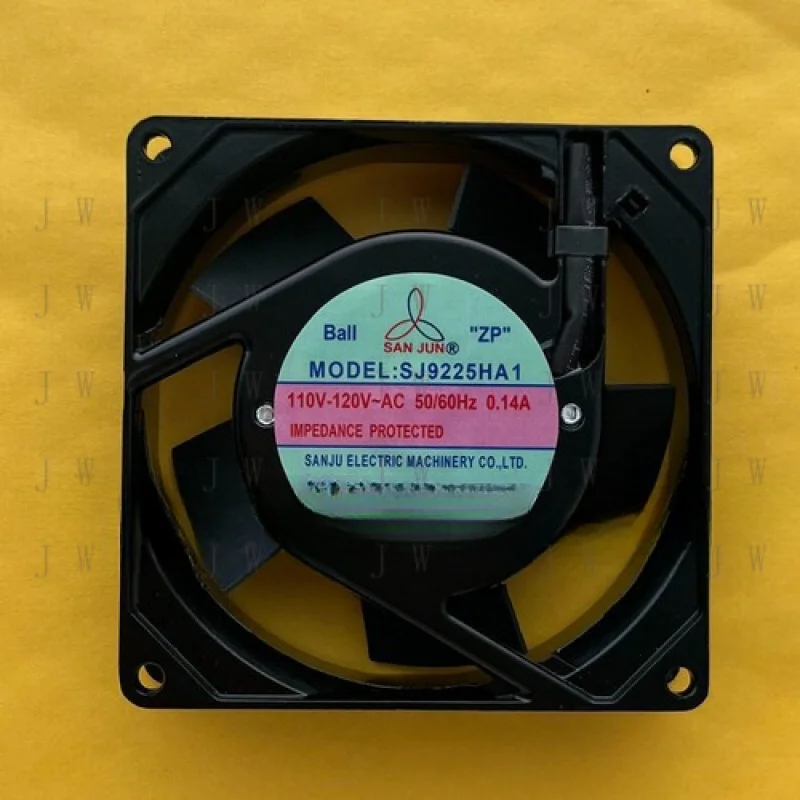 Ball "ZP"
SAN JUN®
MODEL:SJ9225HA1
110V-120V~AC 50/60Hz 0.14A
IMPEDANCE PROTECTED
SANJU ELECTRIC MACHINERY CO.,LTD.
J W